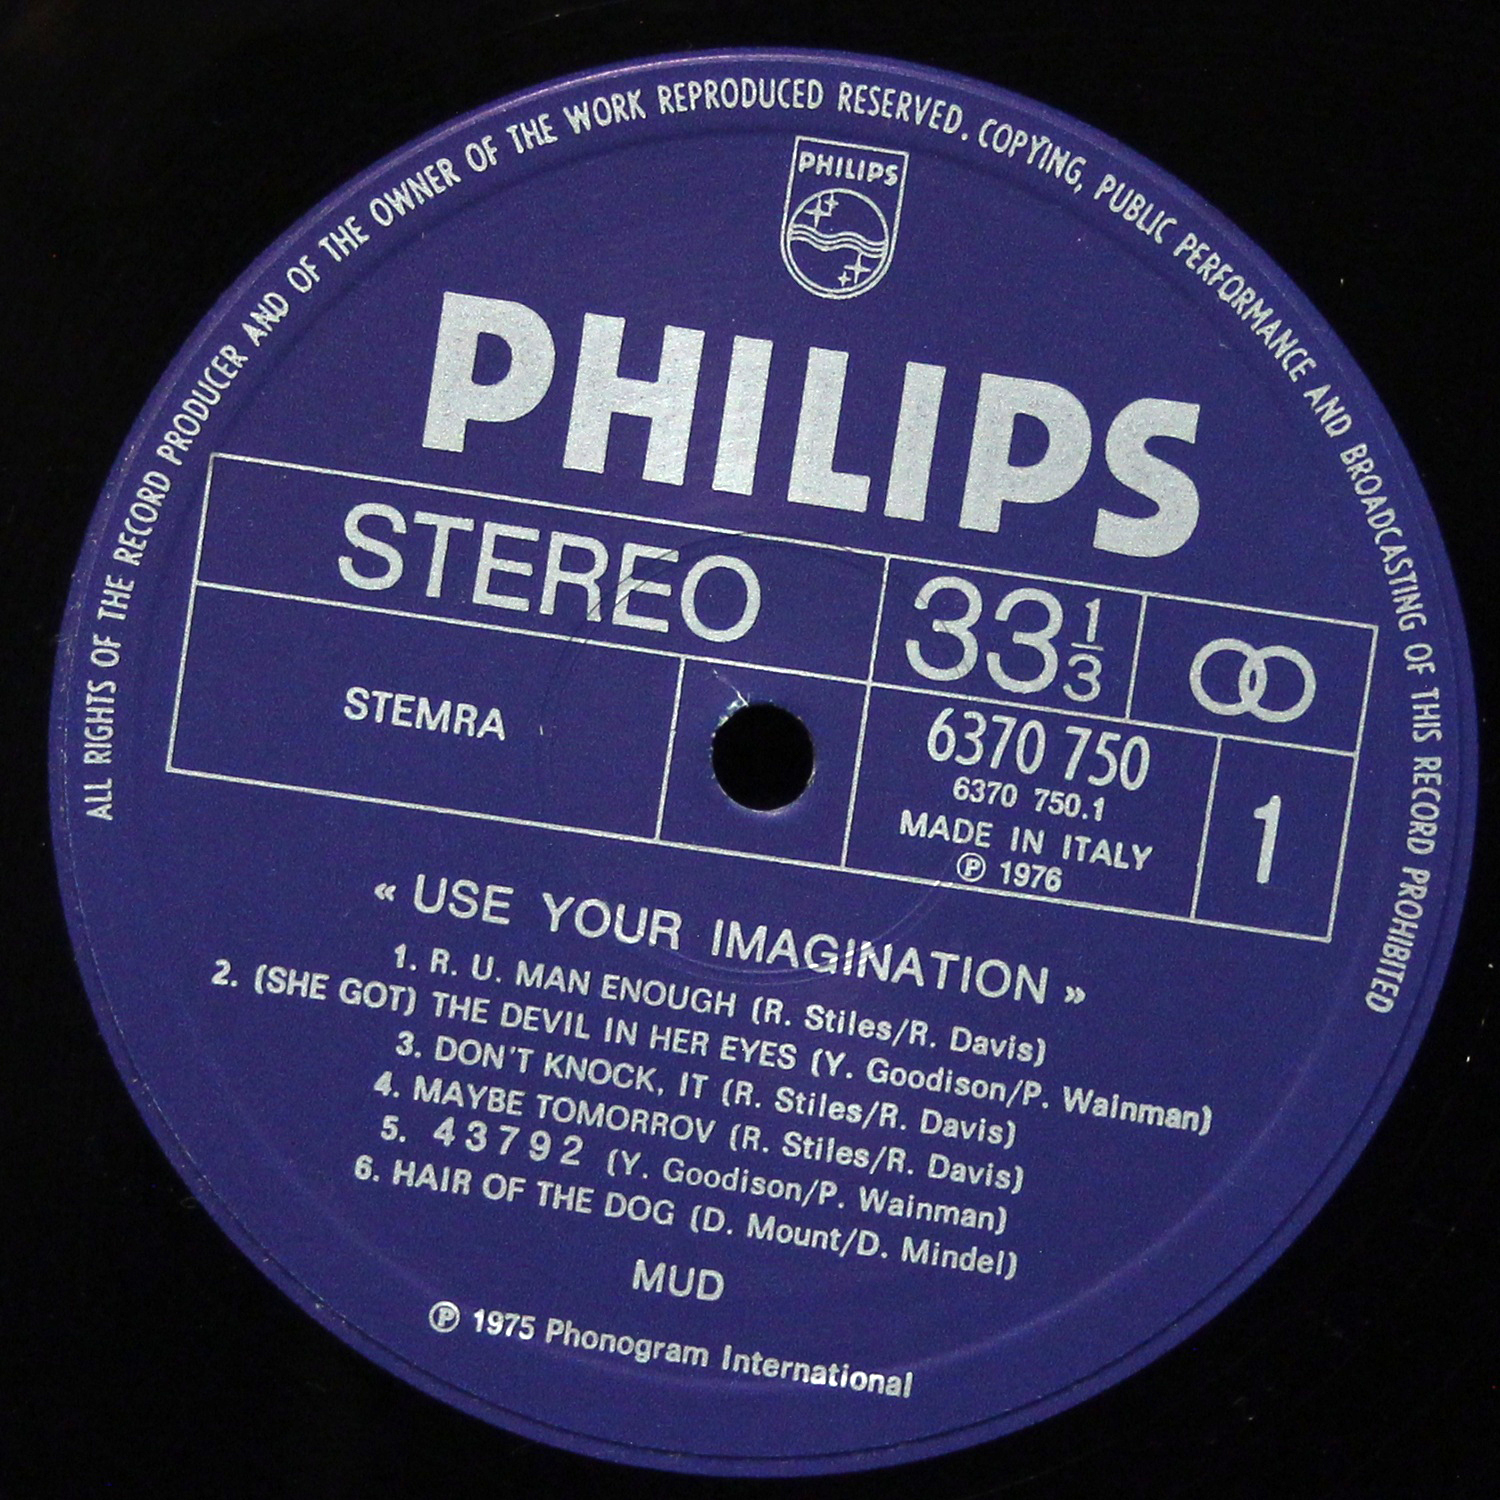 ALL RIGHTS OF THE RECORD PRODUCER AND OF THE OWNER OF THE WORK REPRODUCED RESERVED. COPYING, PUBLIC PERFORMANCE AND BROADCASTING OF THIS RECORD PROHIBITED
PHILIPS
PHILIPS
STEREO
33 1/3
STEMRA
6370 750
6370 750.1
MADE IN ITALY
Ⓟ 1976
1
« USE YOUR IMAGINATION »
1. R. U. MAN ENOUGH (R. Stiles/R. Davis)
2. (SHE GOT) THE DEVIL IN HER EYES (Y. Goodison/P. Wainman)
3. DON'T KNOCK, IT (R. Stiles/R. Davis)
4. MAYBE TOMORROV (R. Stiles/R. Davis)
5. 4 3 7 9 2 (Y. Goodison/P. Wainman)
6. HAIR OF THE DOG (D. Mount/D. Mindel)
MUD
Ⓟ 1975 Phonogram International